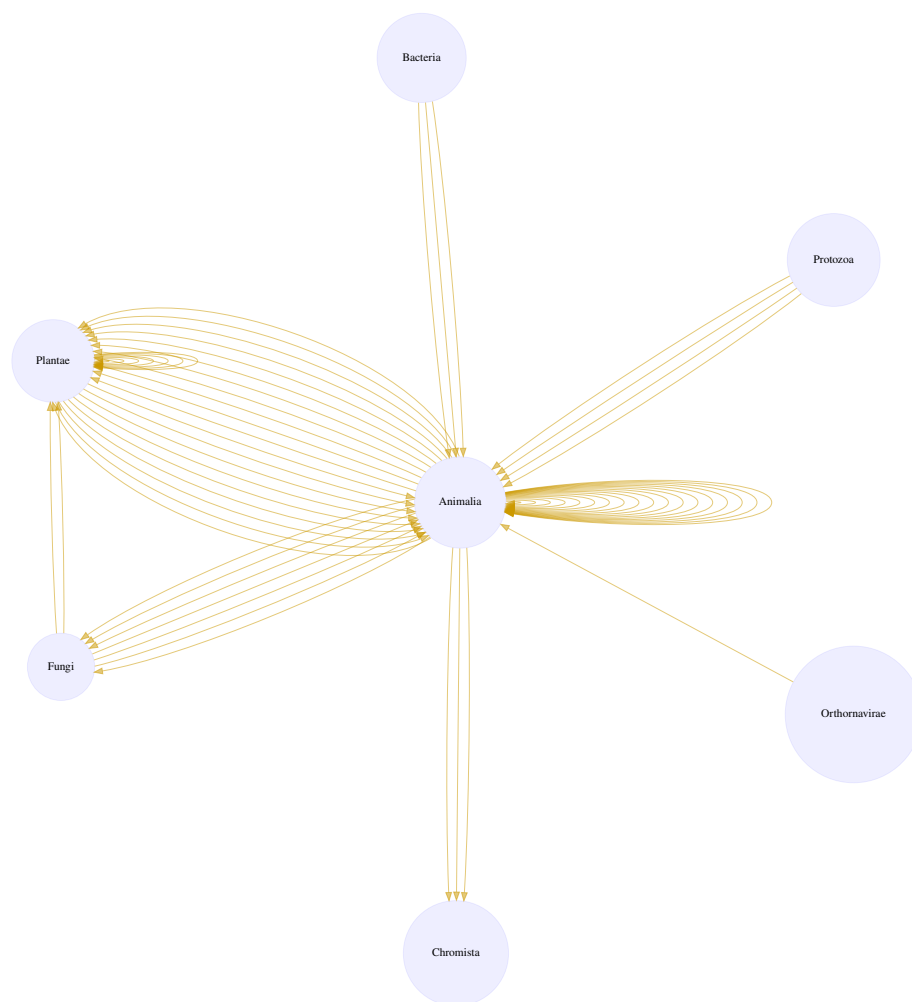 Bacteria
Protozoa
Plantae
Animalia
Fungi
Orthornavirae
Chromista